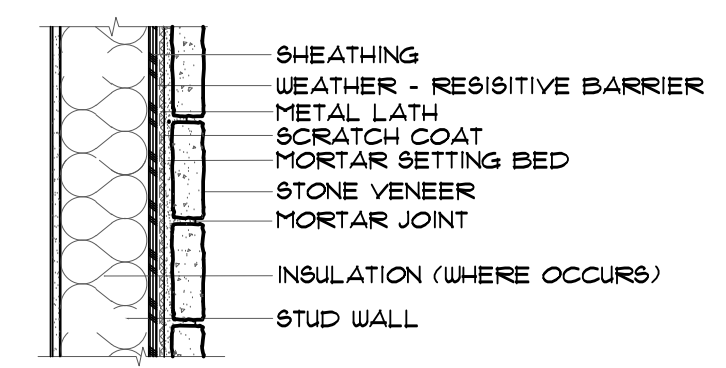 SHEATHING
WEATHER - RESISITIVE BARRIER
METAL LATH
SCRATCH COAT
MORTAR SETTING BED
STONE VENEER
MORTAR JOINT
INSULATION (WHERE OCCURS)
STUD WALL